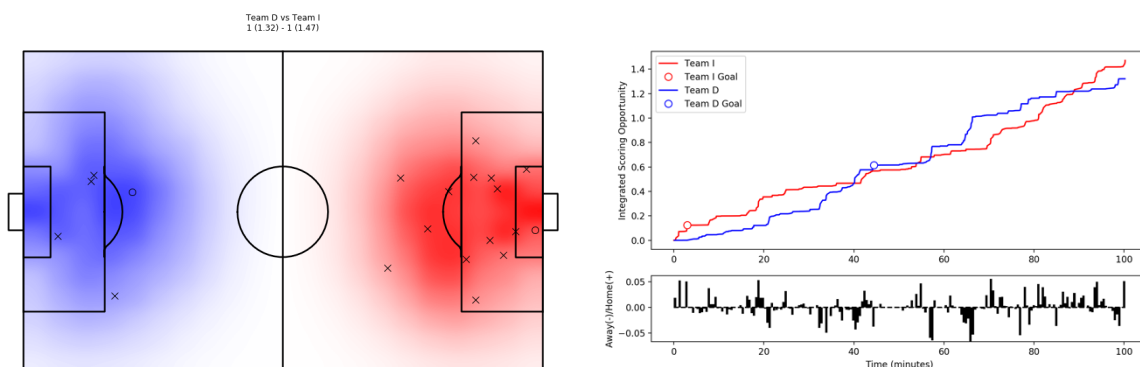 Team D vs Team I
1 (1.32) - 1 (1.47)
Integrated Scoring Opportunity
1.4
1.2
1.0
0.8
0.6
0.4
0.2
0.0
Team I
Team I Goal
Team D
Team D Goal
0 20 40 60 80 100
Away(-)/Home(+)
0.05
0.00
−0.05
0 20 40 60 80 100
Time (minutes)